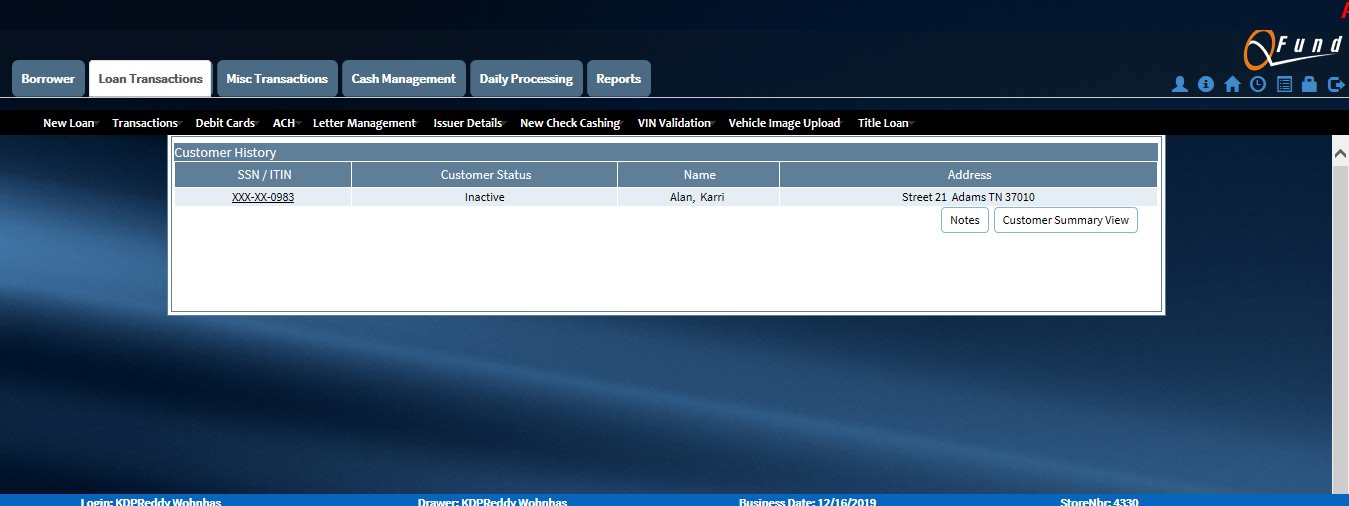 QFund
Borrower Loan Transactions Misc Transactions Cash Management Daily Processing Reports
New Loan Transactions Debit Cards ACH Letter Management Issuer Details New Check Cashing VIN Validation Vehicle Image Upload Title Loan
Customer History
SSN / ITIN Customer Status Name Address
XXX-XX-0983 Inactive Alan, Karri Street 21 Adams TN 37010
Notes Customer Summary View
Login: KDPReddy Wohnhas Drawer: KDPReddy Wohnhas Business Date: 12/16/2019 StoreNbr: 4330